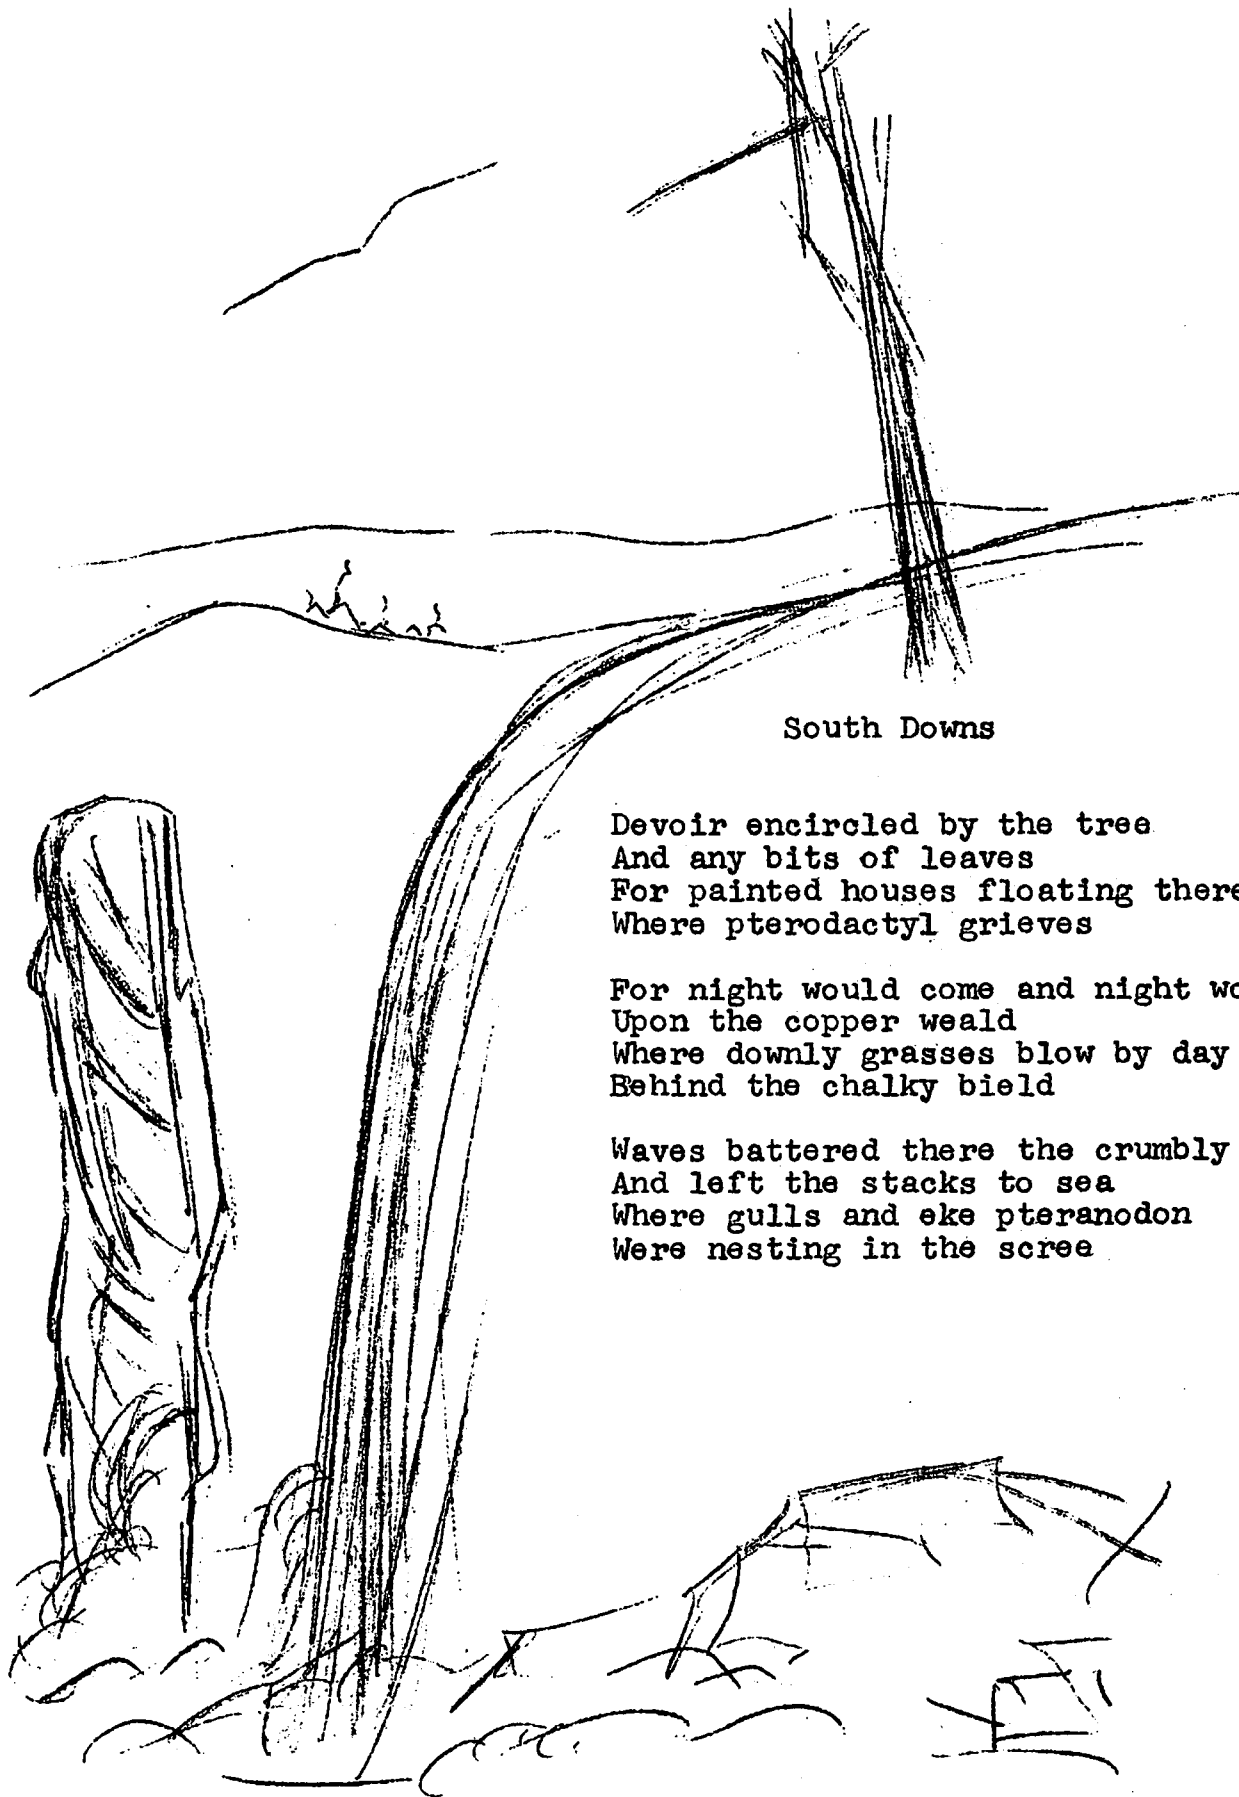 South Downs

Devoir encircled by the tree
And any bits of leaves
For painted houses floating there
Where pterodactyl grieves

For night would come and night
Upon the copper weald
Where downly grasses blow by day
Behind the chalky bield

Waves battered there the crumbly
And left the stacks to sea
Where gulls and eke pteranodon
Were nesting in the scree